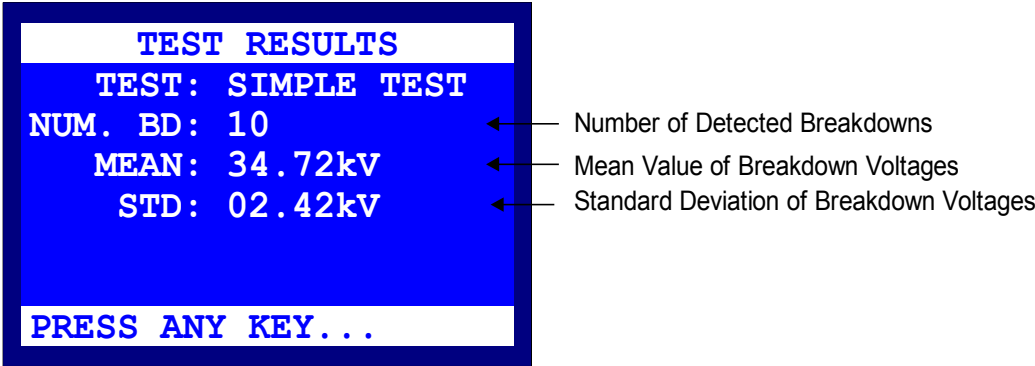 TEST RESULTS
TEST: SIMPLE TEST
NUM. BD: 10
Number of Detected Breakdowns
MEAN: 34.72kV
Mean Value of Breakdown Voltages
STD: 02.42kV
Standard Deviation of Breakdown Voltages
PRESS ANY KEY...